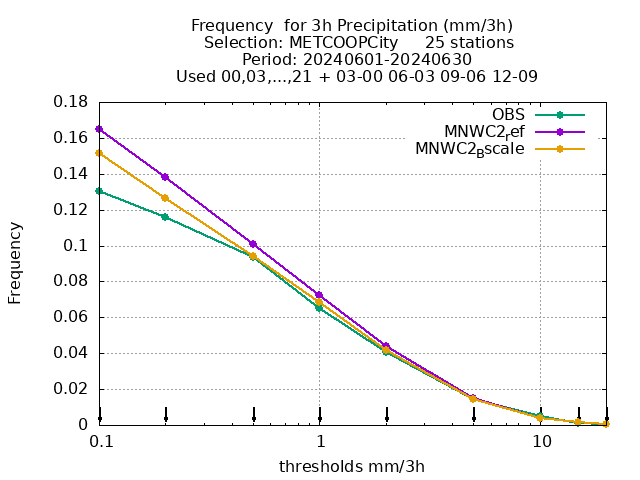 Frequency  for 3h Precipitation (mm/3h)
Selection: METCOOPCity     25 stations
Period: 20240601-20240630
Used 00,03,...,21 + 03-00 06-03 09-06 12-09
OBS
MNWC2ref
MNWC2Bscale
0.18
0.16
0.14
0.12
0.1
0.08
0.06
0.04
0.02
0
Frequency
0.1 1 10
thresholds mm/3h